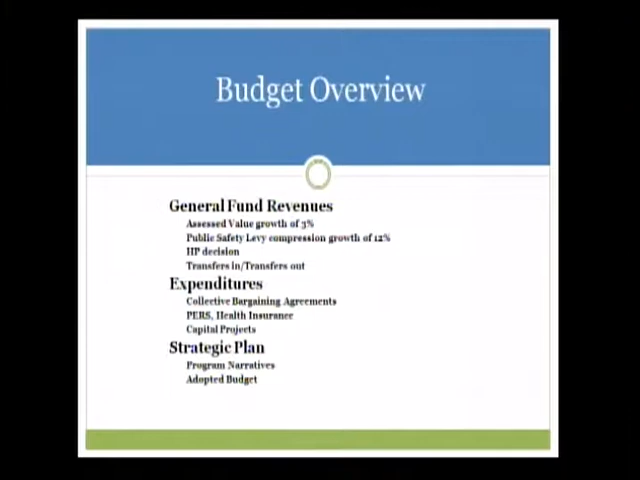 Budget Overview
General Fund Revenues
Assessed Value growth of 3%
Public Safety Levy compression growth of 12%
HP decision
Transfers in/Transfers out
Expenditures
Collective Bargaining Agreements
PERS, Health Insurance
Capital Projects
Strategic Plan
Program Narratives
Adopted Budget